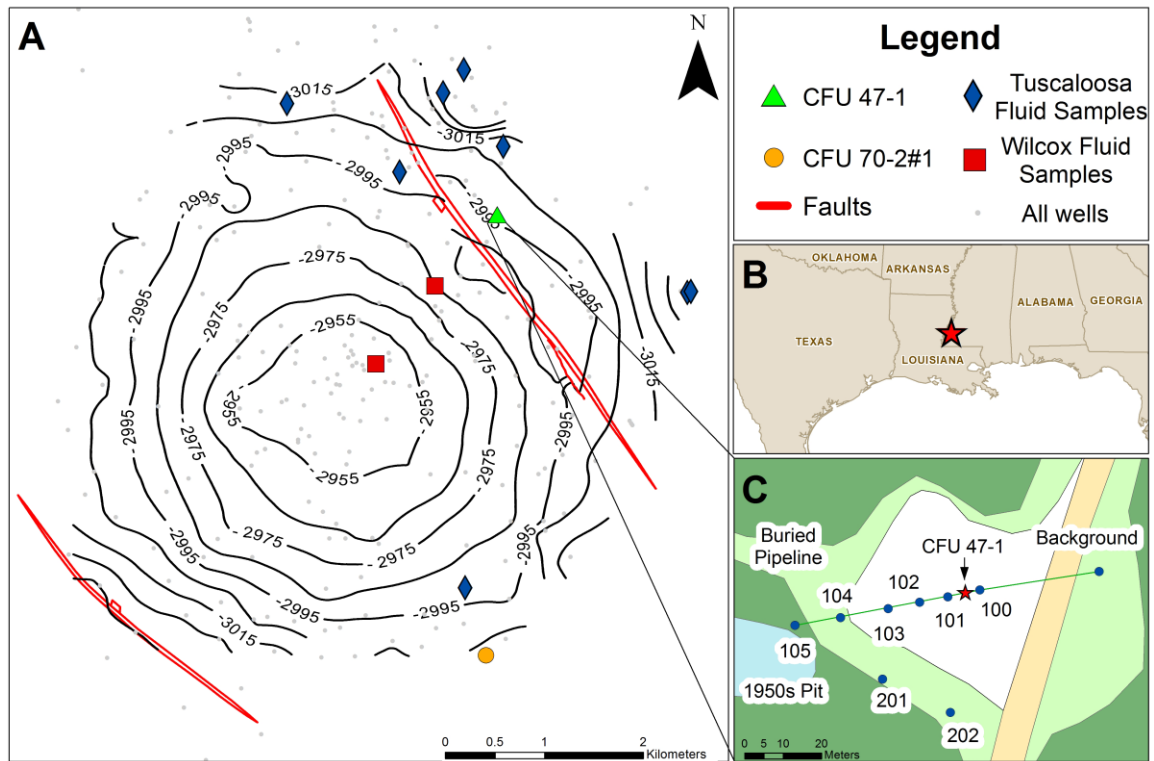 A
N
-3015
-3015
-2995
-2995
-2995
-2995
-2975
-2995
-2995
-2975
-2955
-3015
-2955
-2955
-2995
-2975
-2975
-2995
-2955
-2975
-2975
-2995
-2995
-2995
-2995
-3015
0 0.5 1 2
Kilometers
Legend
CFU 47-1
Tuscaloosa
Fluid Samples
CFU 70-2#1
Wilcox Fluid
Samples
Faults
All wells
B
OKLAHOMA
ARKANSAS
TEXAS
LOUISIANA
ALABAMA
GEORGIA
C
Buried
Pipeline
CFU 47-1
Background
102
104
100
101
103
105
1950s Pit
201
202
0 5 10 20
Meters